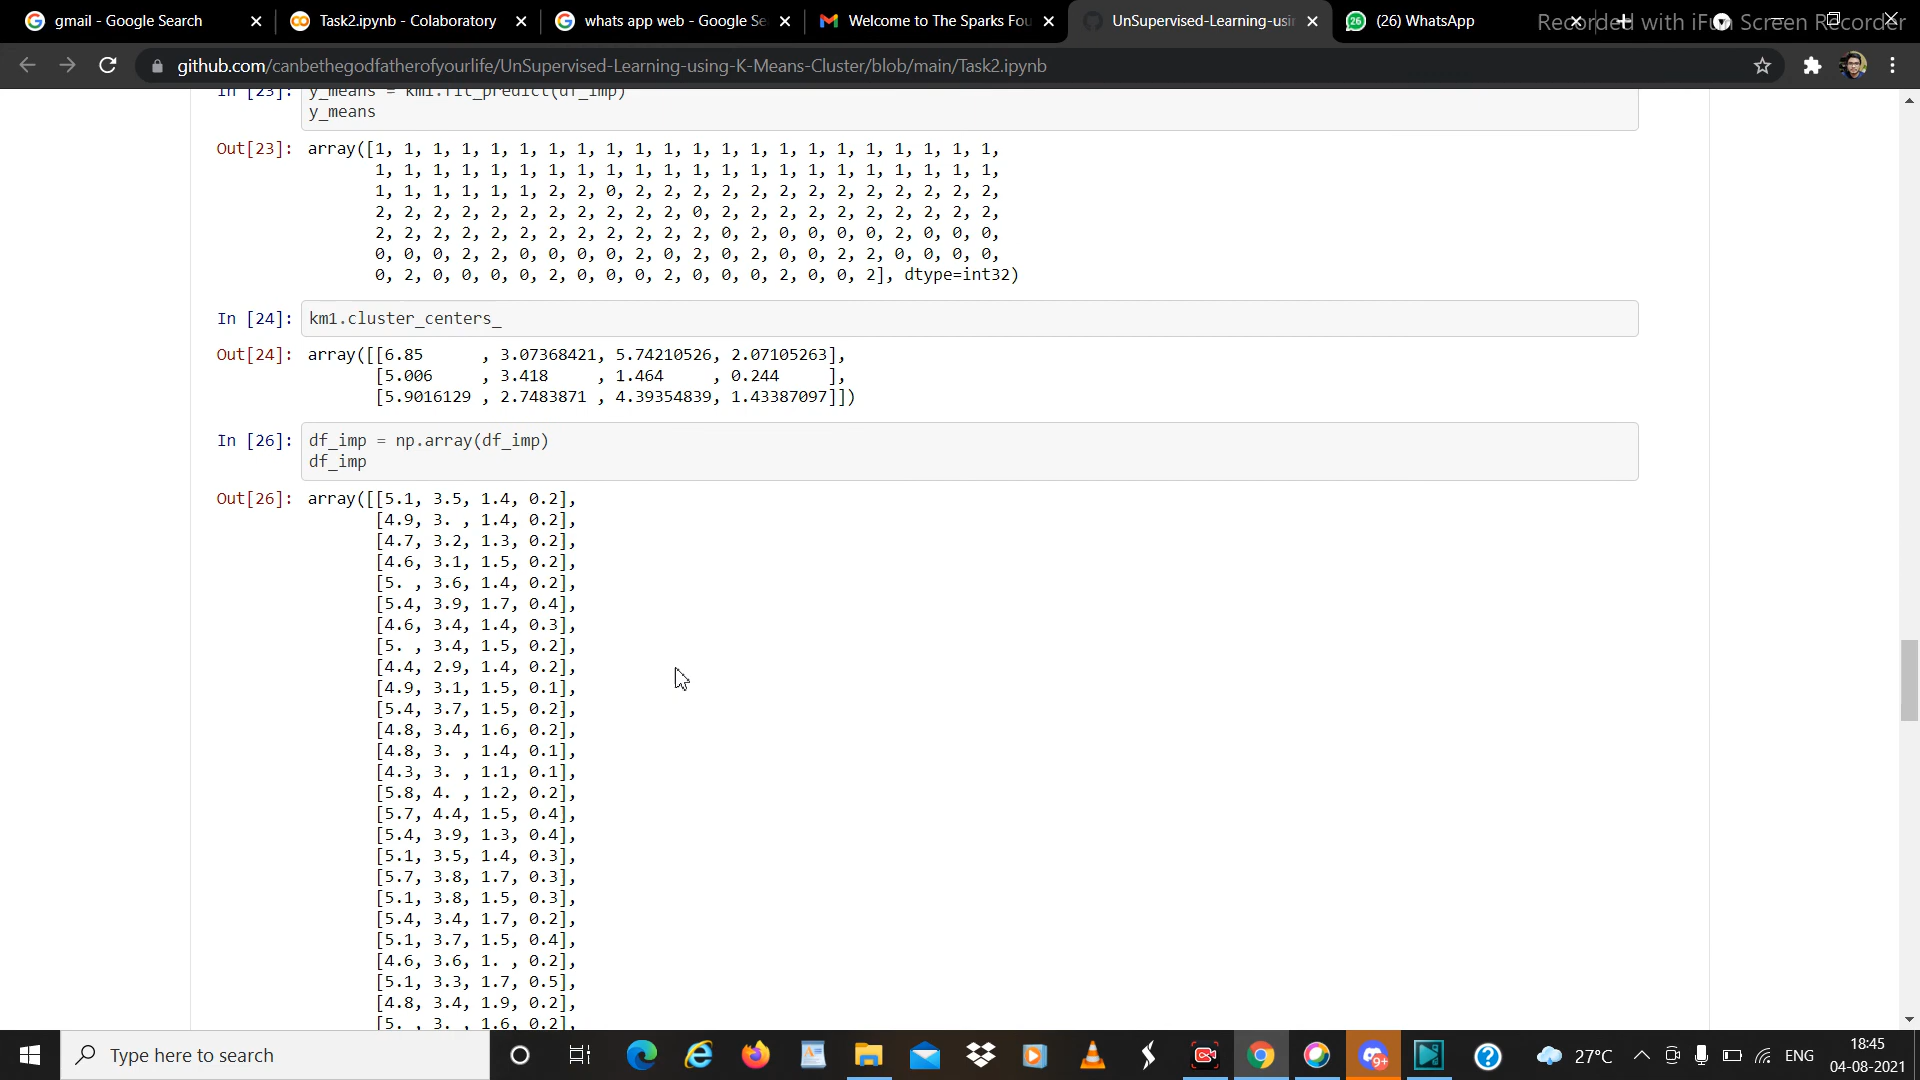 gmail - Google Search
Task2.ipynb - Colaboratory
whats app web - Google Se
Welcome to The Sparks Fou
UnSupervised-Learning-usin
(26) WhatsApp
Recorded with iFun Screen Recorder
github.com/canbethegodfatherofyourlife/UnSupervised-Learning-using-K-Means-Cluster/blob/main/Task2.ipynb
In [23]: y_means = km1.fit_predict(df_imp)
y_means
Out[23]: array([1, 1, 1, 1, 1, 1, 1, 1, 1, 1, 1, 1, 1, 1, 1, 1, 1, 1, 1, 1, 1, 1,
1, 1, 1, 1, 1, 1, 1, 1, 1, 1, 1, 1, 1, 1, 1, 1, 1, 1, 1, 1, 1, 1,
1, 1, 1, 1, 1, 1, 2, 2, 0, 2, 2, 2, 2, 2, 2, 2, 2, 2, 2, 2, 2, 2,
2, 2, 2, 2, 2, 2, 2, 2, 2, 2, 2, 0, 2, 2, 2, 2, 2, 2, 2, 2, 2, 2,
2, 2, 2, 2, 2, 2, 2, 2, 2, 2, 2, 2, 0, 2, 0, 0, 0, 0, 2, 0, 0, 0,
0, 0, 0, 2, 2, 0, 0, 0, 0, 2, 0, 2, 0, 2, 0, 0, 2, 2, 0, 0, 0, 0,
0, 2, 0, 0, 0, 0, 2, 0, 0, 0, 2, 0, 0, 0, 2, 0, 0, 2], dtype=int32)
In [24]: km1.cluster_centers_
Out[24]: array([[6.85      , 3.07368421, 5.74210526, 2.07105263],
[5.006     , 3.418     , 1.464     , 0.244     ],
[5.9016129 , 2.7483871 , 4.39354839, 1.43387097]])
In [26]: df_imp = np.array(df_imp)
df_imp
Out[26]: array([[5.1, 3.5, 1.4, 0.2],
[4.9, 3. , 1.4, 0.2],
[4.7, 3.2, 1.3, 0.2],
[4.6, 3.1, 1.5, 0.2],
[5. , 3.6, 1.4, 0.2],
[5.4, 3.9, 1.7, 0.4],
[4.6, 3.4, 1.4, 0.3],
[5. , 3.4, 1.5, 0.2],
[4.4, 2.9, 1.4, 0.2],
[4.9, 3.1, 1.5, 0.1],
[5.4, 3.7, 1.5, 0.2],
[4.8, 3.4, 1.6, 0.2],
[4.8, 3. , 1.4, 0.1],
[4.3, 3. , 1.1, 0.1],
[5.8, 4. , 1.2, 0.2],
[5.7, 4.4, 1.5, 0.4],
[5.4, 3.9, 1.3, 0.4],
[5.1, 3.5, 1.4, 0.3],
[5.7, 3.8, 1.7, 0.3],
[5.1, 3.8, 1.5, 0.3],
[5.4, 3.4, 1.7, 0.2],
[5.1, 3.7, 1.5, 0.4],
[4.6, 3.6, 1. , 0.2],
[5.1, 3.3, 1.7, 0.5],
[4.8, 3.4, 1.9, 0.2],
[5. , 3. , 1.6, 0.2],
Type here to search
9+
27°C
ENG
18:45
04-08-2021